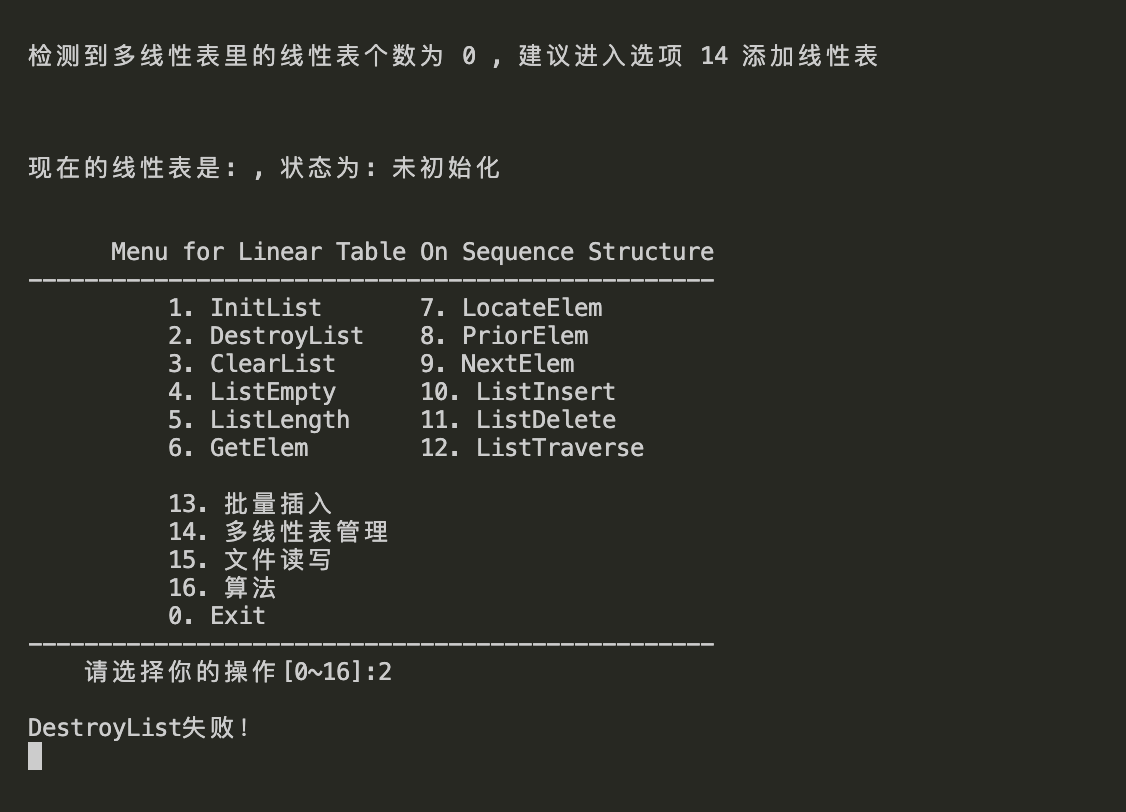 检测到多线性表里的线性表个数为 0 , 建议进入选项 14 添加线性表
现在的线性表是: , 状态为: 未初始化
Menu for Linear Table On Sequence Structure
-------------------------------------------------
1. InitList 7. LocateElem
2. DestroyList 8. PriorElem
3. ClearList 9. NextElem
4. ListEmpty 10. ListInsert
5. ListLength 11. ListDelete
6. GetElem 12. ListTraverse
13. 批量插入
14. 多线性表管理
15. 文件读写
16. 算法
0. Exit
-------------------------------------------------
请选择你的操作[0~16]:2
DestroyList失败!